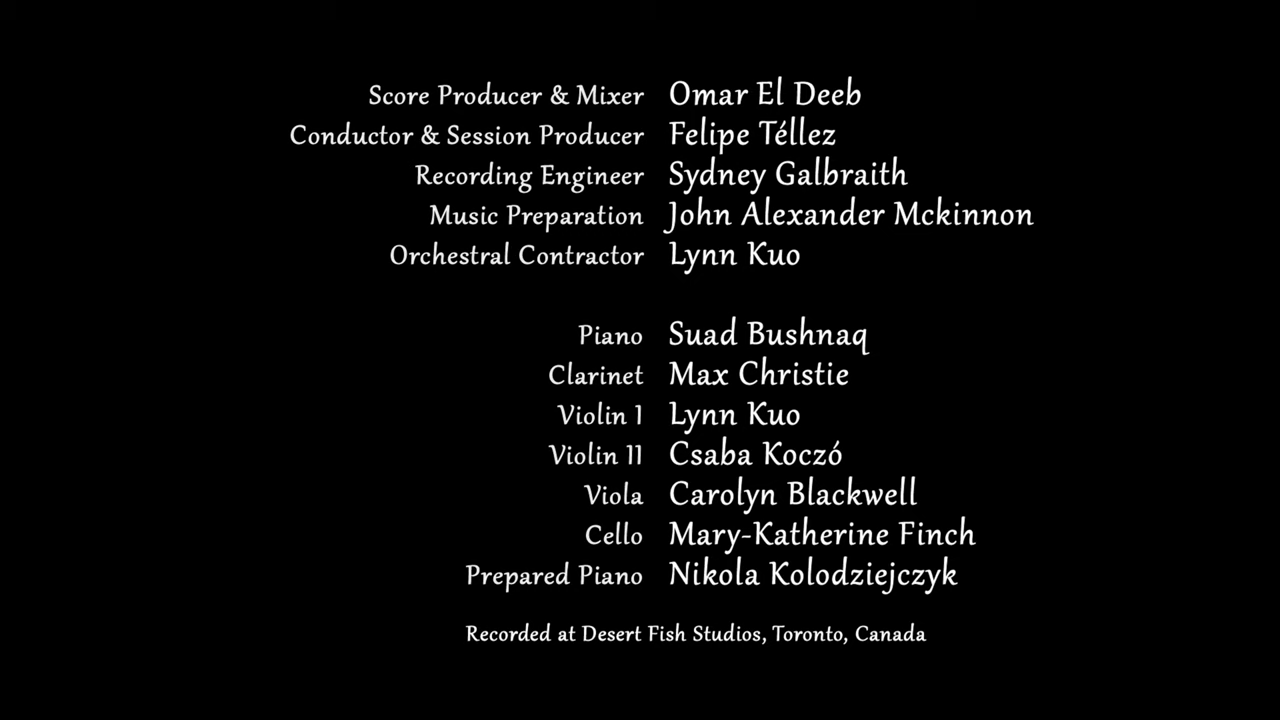 Score Producer & Mixer Omar El Deeb
Conductor & Session Producer Felipe Téllez
Recording Engineer Sydney Galbraith
Music Preparation John Alexander Mckinnon
Orchestral Contractor Lynn Kuo
Piano Suad Bushnaq
Clarinet Max Christie
Violin I Lynn Kuo
Violin II Csaba Koczó
Viola Carolyn Blackwell
Cello Mary-Katherine Finch
Prepared Piano Nikola Kolodziejczyk
Recorded at Desert Fish Studios, Toronto, Canada